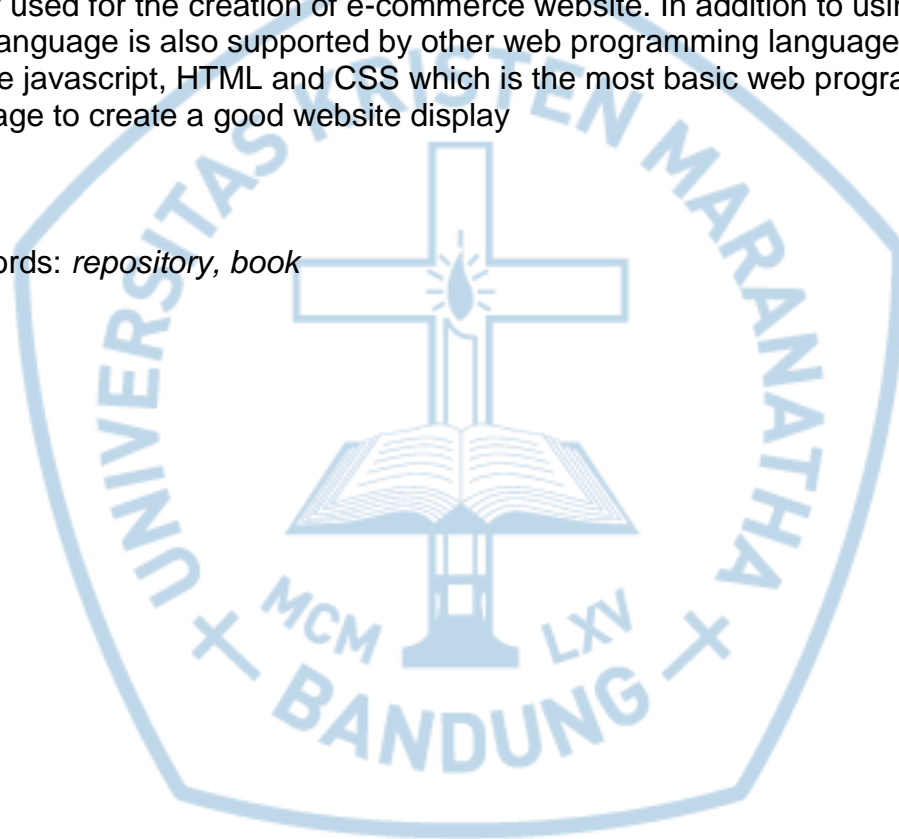 used for the creation of e-commerce website. In addition to usin
anguage is also supported by other web programming language
e javascript, HTML and CSS which is the most basic web progra
age to create a good website display
ords: repository, book
UNIVERSITAS KRISTEN MARANATHA
MCM LXV
BANDUNG